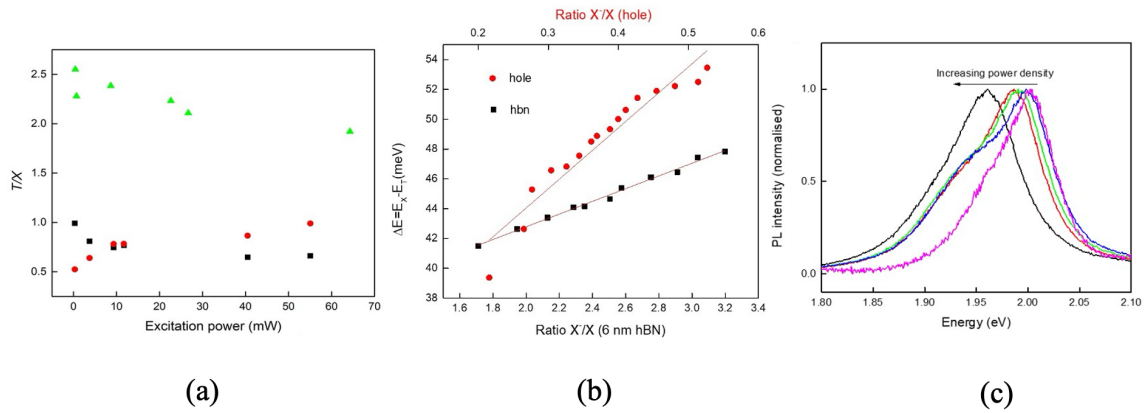 T/X
2.5
2.0
1.5
1.0
0.5
0 10 20 30 40 50 60 70
Excitation power (mW)
(a)
Ratio X⁻/X (hole)
0.2 0.3 0.4 0.5 0.6
ΔE=E_X-E_T(meV)
54
52
50
48
46
44
42
40
38
hole
hbn
1.6 1.8 2.0 2.2 2.4 2.6 2.8 3.0 3.2 3.4
Ratio X⁻/X (6 nm hBN)
(b)
PL intensity (normalised)
Increasing power density
1.0
0.5
0.0
1.80 1.85 1.90 1.95 2.00 2.05 2.10
Energy (eV)
(c)